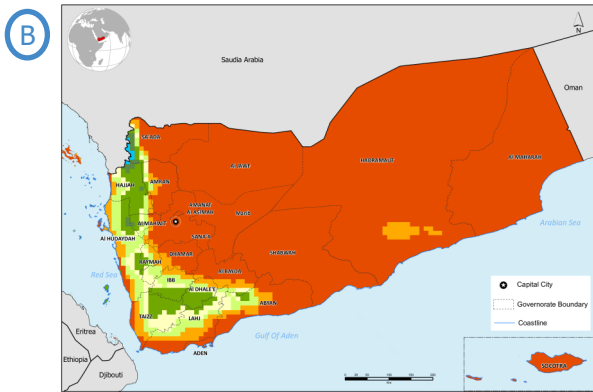 B
N
Saudi Arabia
Oman
SA'ADA
AL JAWF
HADRAMAUT
AL MAHARAH
HAJJAH
AMRAN
AMANAT
AL ASIMAH
MARIB
AL MAHWIT
SANA'A
Arabian Sea
Al HUDAYDAH
DHAMAR
SHABWAH
RAYMAH
AL BAYDA
Red Sea
IBB
Al DHALE'E
ABYAN
Capital City
Governorate Boundary
Coastline
TAIZZ
LAHJ
Eritrea
Gulf Of Aden
ADEN
Ethiopia
Djibouti
SOCOTRA